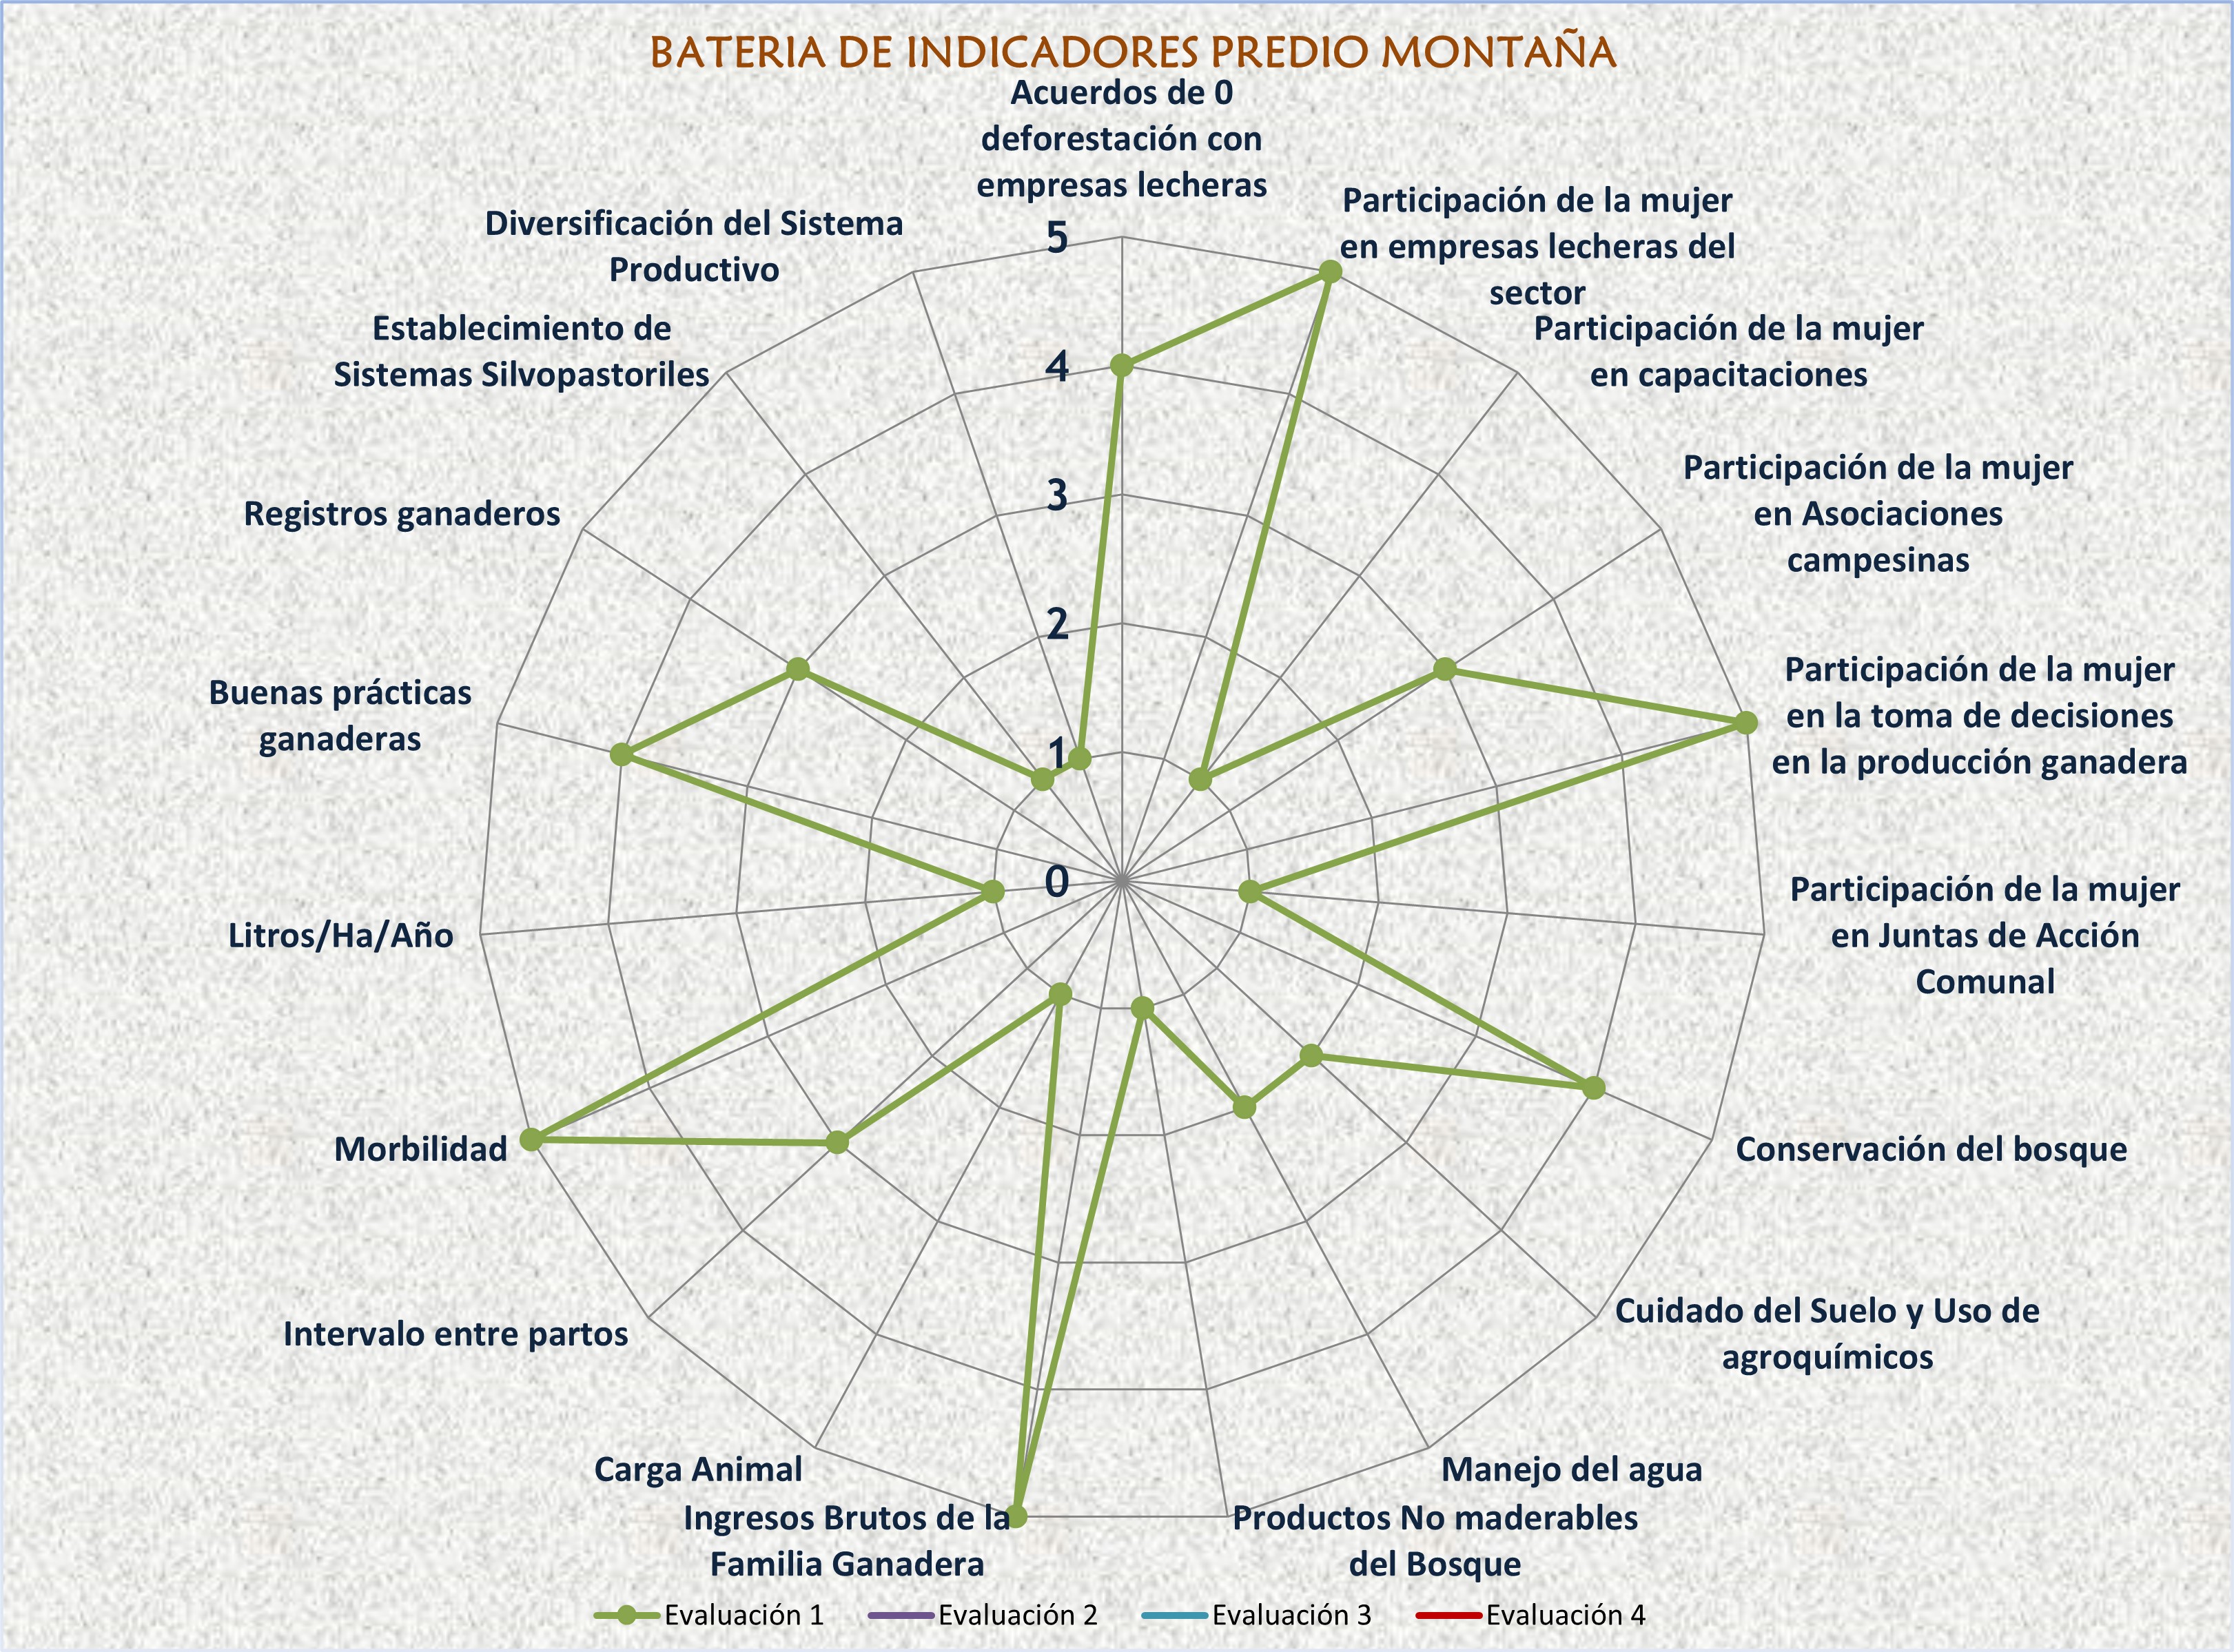 BATERIA DE INDICADORES PREDIO MONTAÑA
Acuerdos de 0
deforestación con
empresas lecheras
Participación de la mujer
en empresas lecheras del
sector
Participación de la mujer
en capacitaciones
Participación de la mujer
en Asociaciones
campesinas
Participación de la mujer
en la toma de decisiones
en la producción ganadera
Participación de la mujer
en Juntas de Acción
Comunal
Conservación del bosque
Cuidado del Suelo y Uso de
agroquímicos
Manejo del agua
Productos No maderables
del Bosque
Ingresos Brutos de la
Familia Ganadera
Carga Animal
Intervalo entre partos
Morbilidad
Litros/Ha/Año
Buenas prácticas
ganaderas
Registros ganaderos
Establecimiento de
Sistemas Silvopastoriles
Diversificación del Sistema
Productivo
5
4
3
2
1
0
Evaluación 1 Evaluación 2 Evaluación 3 Evaluación 4